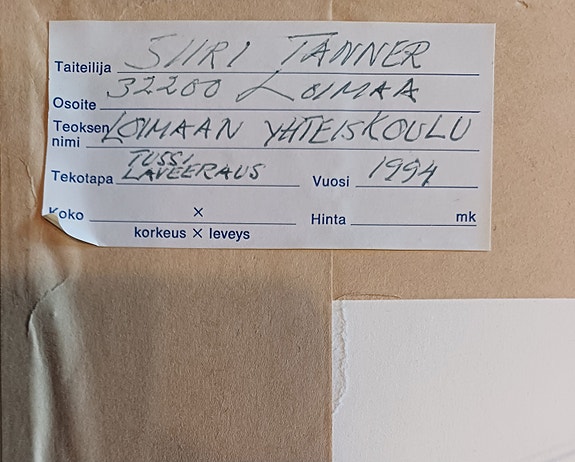 Taiteilija SIIRI TANNER
Osoite 32200 LOIMAA
Teoksen nimi LOIMAAN YHTEISKOULU
Tekotapa TUSSI LAVEERAUS Vuosi 1994
Koko × Hinta mk
korkeus × leveys